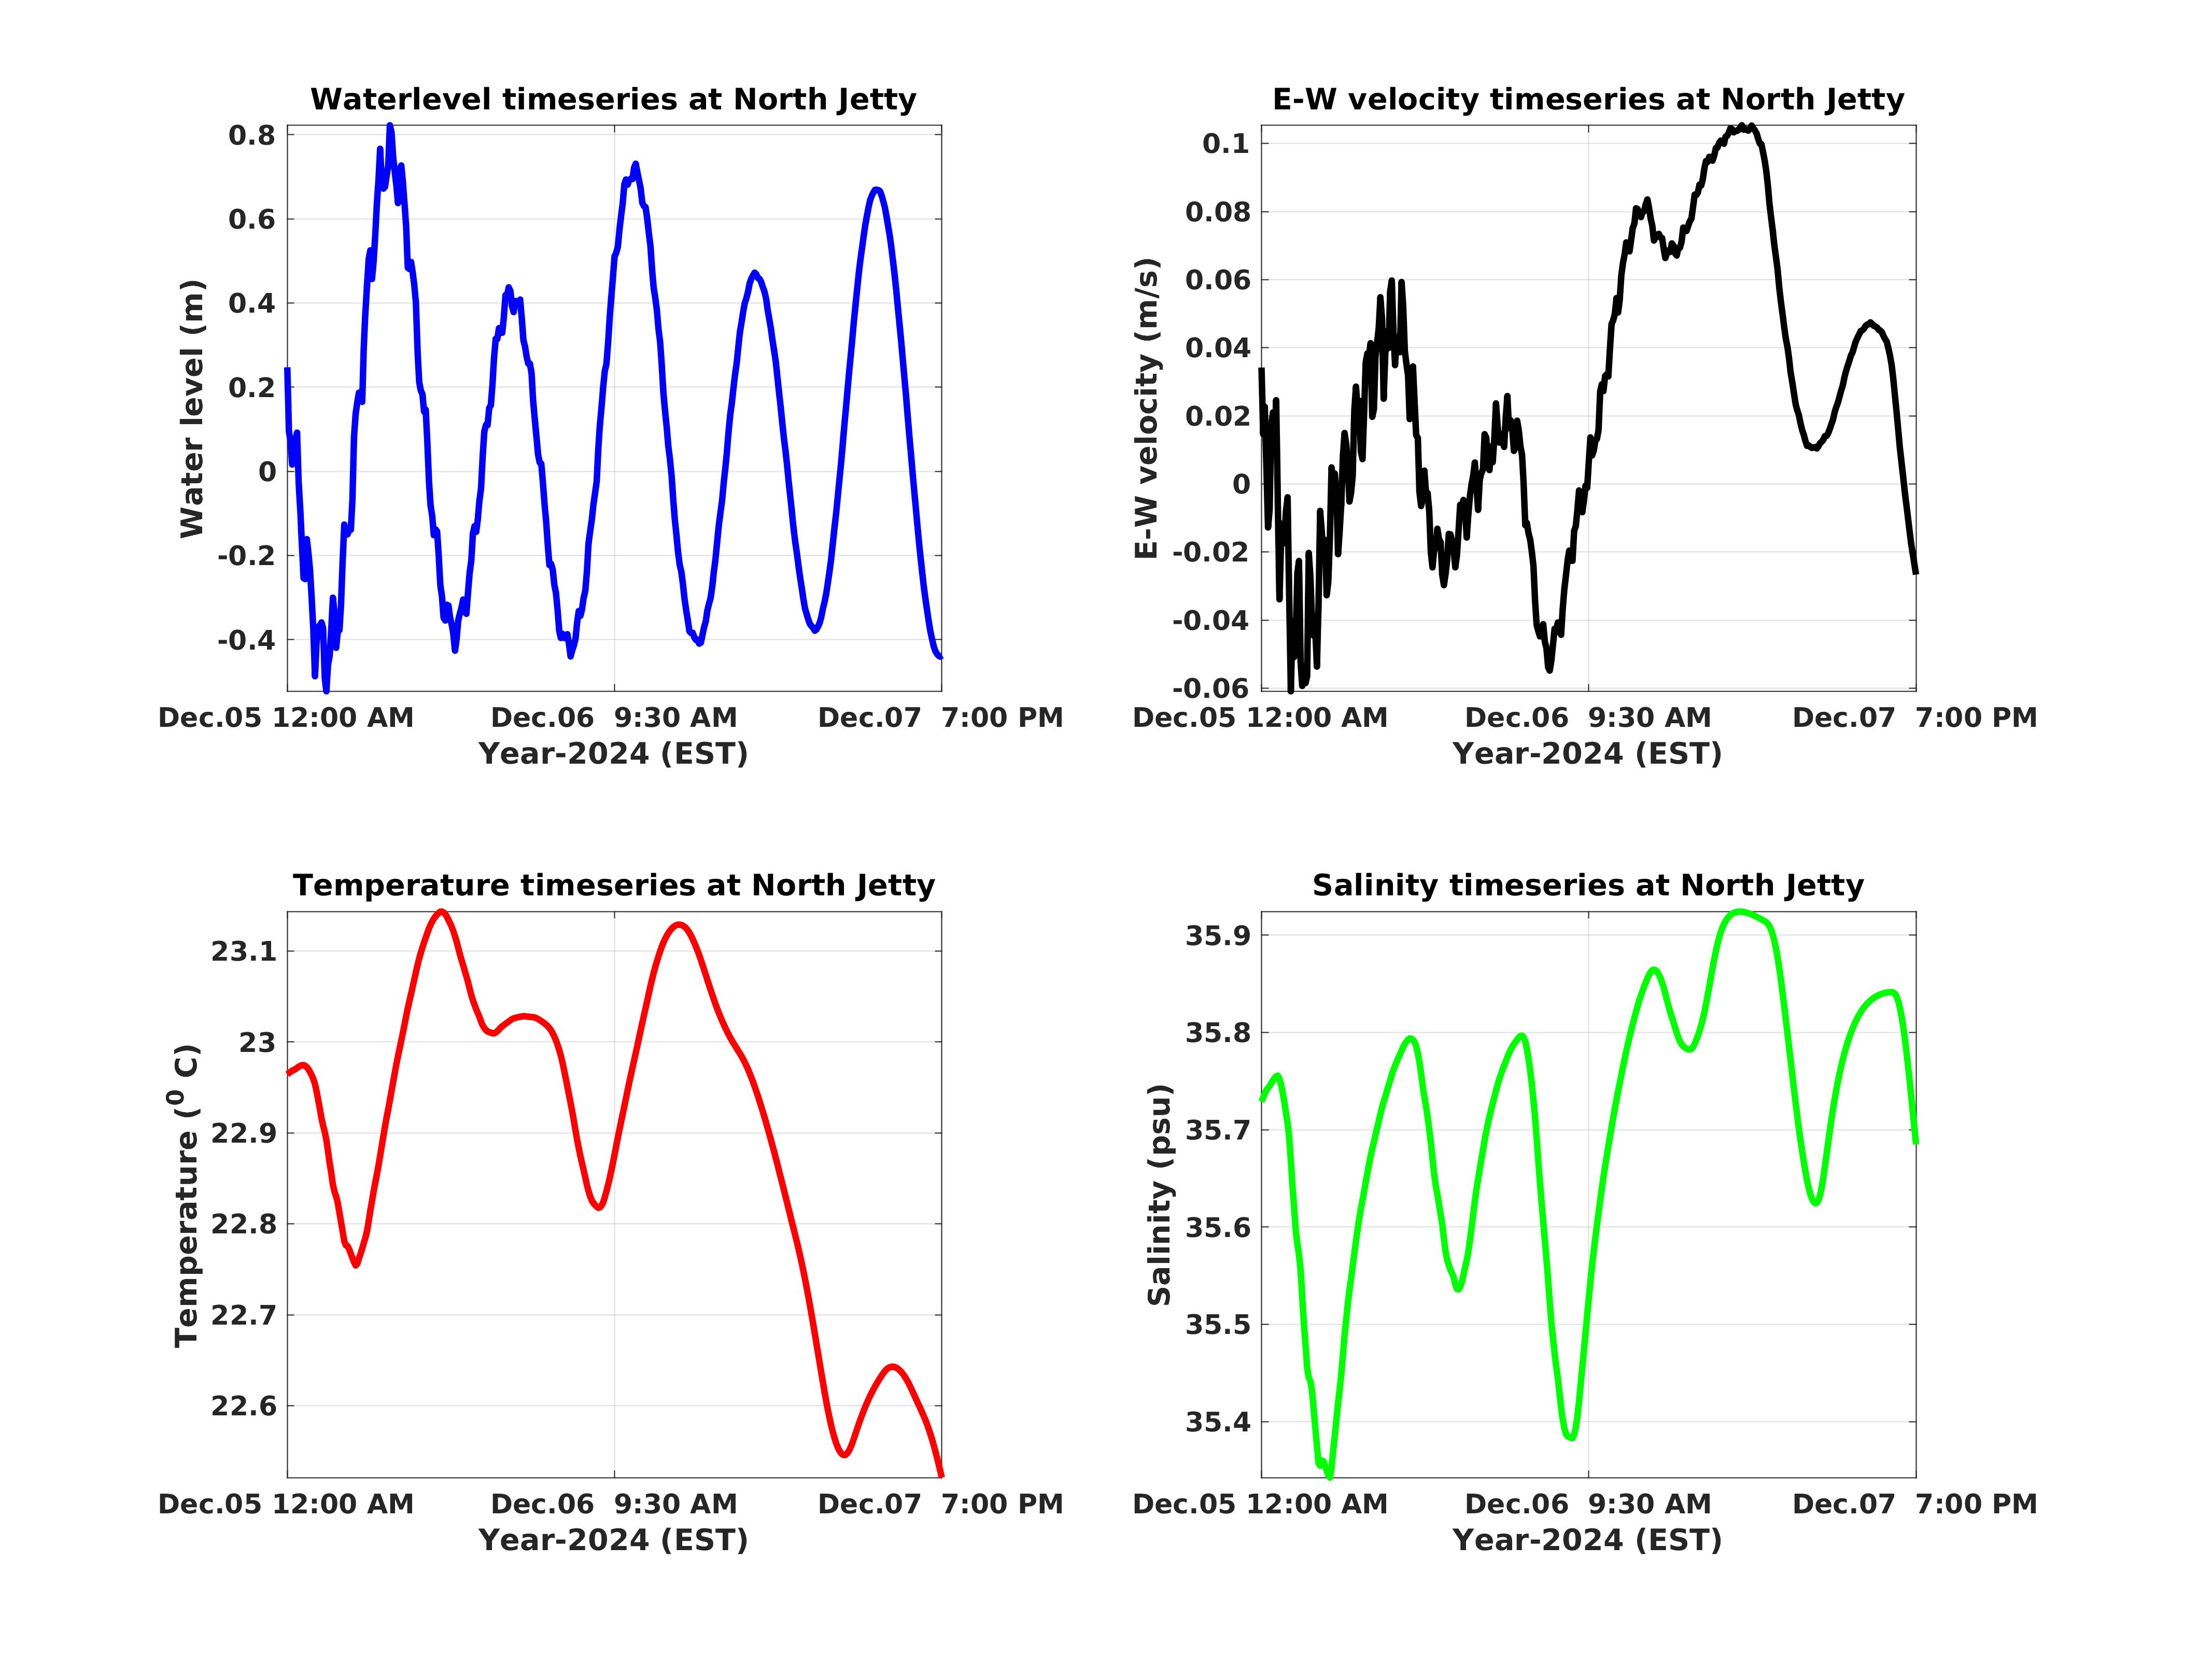 Waterlevel timeseries at North Jetty
0.8
0.6
0.4
0.2
0
-0.2
-0.4
Water level (m)
Dec.05 12:00 AM
Dec.06 9:30 AM
Dec.07 7:00 PM
Year-2024 (EST)
E-W velocity timeseries at North Jetty
0.1
0.08
0.06
0.04
0.02
0
-0.02
-0.04
-0.06
E-W velocity (m/s)
Dec.05 12:00 AM
Dec.06 9:30 AM
Dec.07 7:00 PM
Year-2024 (EST)
Temperature timeseries at North Jetty
23.1
23
22.9
22.8
22.7
22.6
Temperature (⁰ C)
Dec.05 12:00 AM
Dec.06 9:30 AM
Dec.07 7:00 PM
Year-2024 (EST)
Salinity timeseries at North Jetty
35.9
35.8
35.7
35.6
35.5
35.4
Salinity (psu)
Dec.05 12:00 AM
Dec.06 9:30 AM
Dec.07 7:00 PM
Year-2024 (EST)